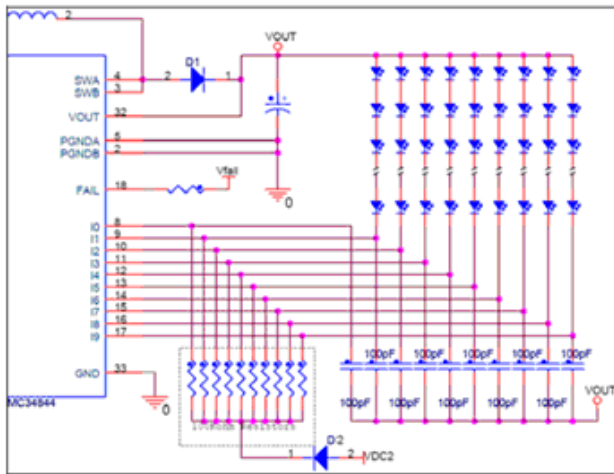 2
VOUT
D1
SWA 4 2 1
SWB 3
VOUT 32
PGNDA 5
PGNDB 2
Vfail
FAIL 18
0
I0 8
I1 9
I2 10
I3 11
I4 12
I5 13
I6 14
I7 15
I8 16
I9 17
100pF 100pF 100pF 100pF 100pF
GND 33
VOUT
MC34844
0
100pF 100pF 100pF 100pF 100pF
Resistors
D2
1 2 VDC2